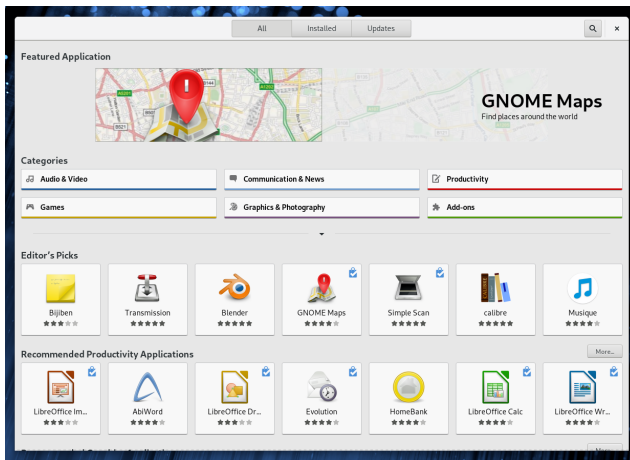 All Installed Updates
Featured Application
GNOME Maps
Find places around the world
Categories
Audio & Video Communication & News Productivity
Games Graphics & Photography Add-ons
Editor's Picks
Bijiben Transmission Blender GNOME Maps Simple Scan calibre Musique
Recommended Productivity Applications More...
LibreOffice Im... AbiWord LibreOffice Dr... Evolution HomeBank LibreOffice Calc LibreOffice Wr...